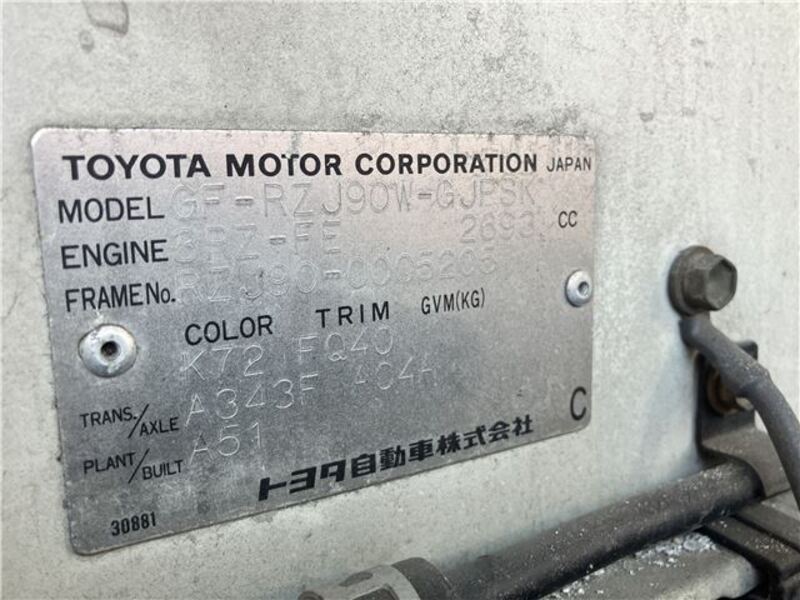 TOYOTA MOTOR CORPORATION JAPAN
MODEL GF-RZJ90W-GJPSK
ENGINE 3RZ-FE 2693 CC
FRAME No. RZJ90-0005205
COLOR TRIM GVM(KG)
K72 FQ40
TRANS./AXLE A343F A04A
PLANT/BUILT A51
C
トヨタ自動車株式会社
30881